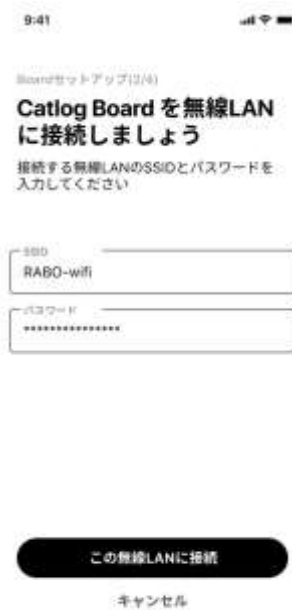 9:41
Boardセットアップ(2/4)
Catlog Board を無線LAN
に接続しましょう
接続する無線LANのSSIDとパスワードを
入力してください
SSID
RABO-wifi
パスワード
•••••••••••••••
この無線LANに接続
キャンセル